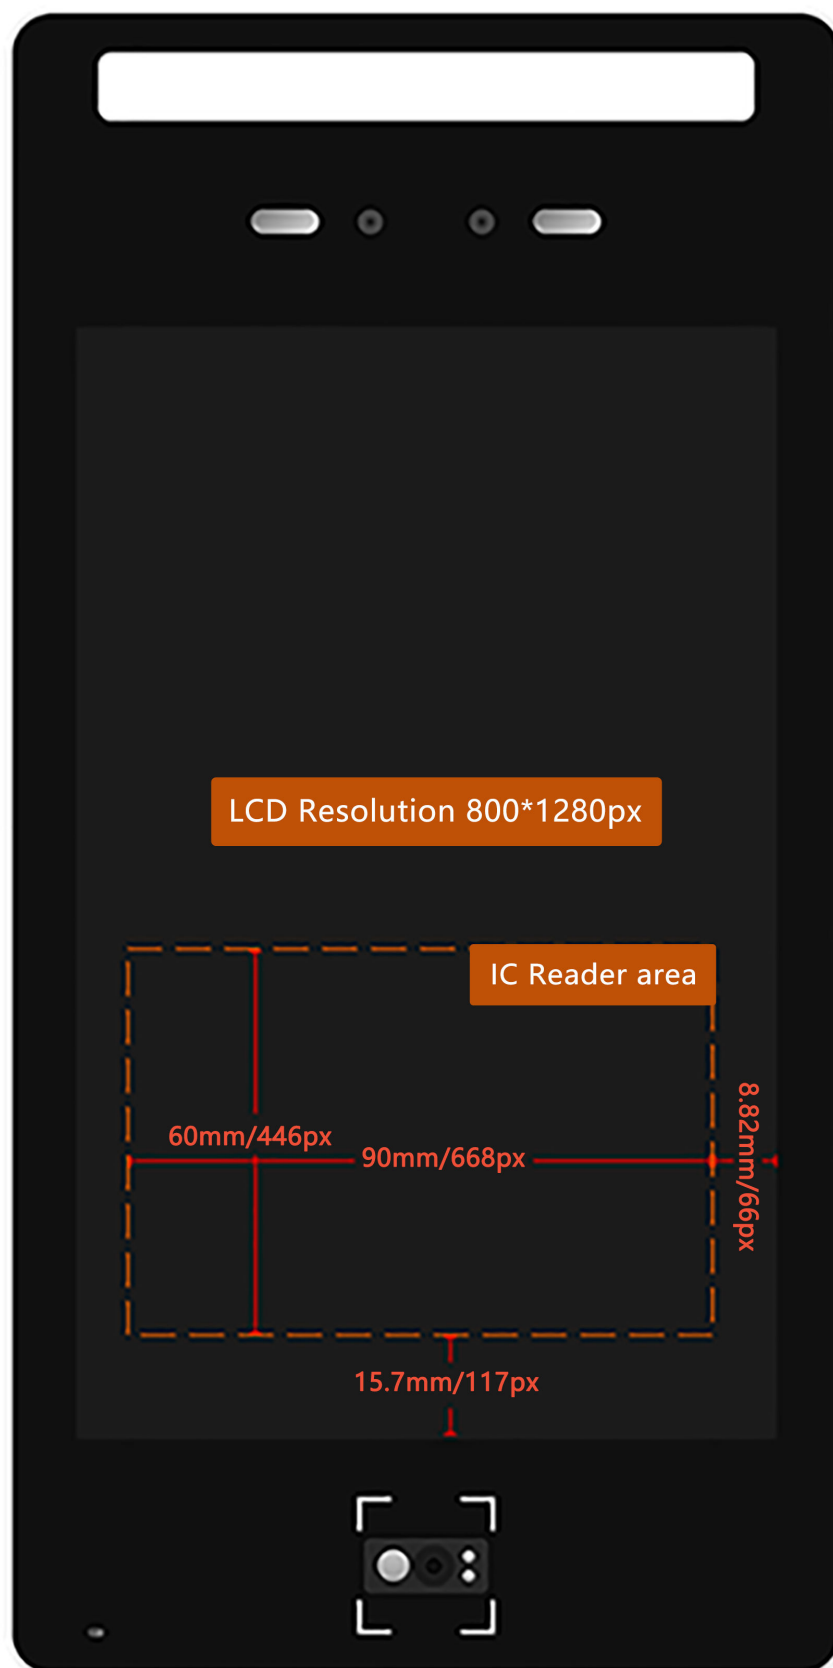 LCD Resolution 800*1280px
IC Reader area
60mm/446px
90mm/668px
8.82mm/66px
15.7mm/117px